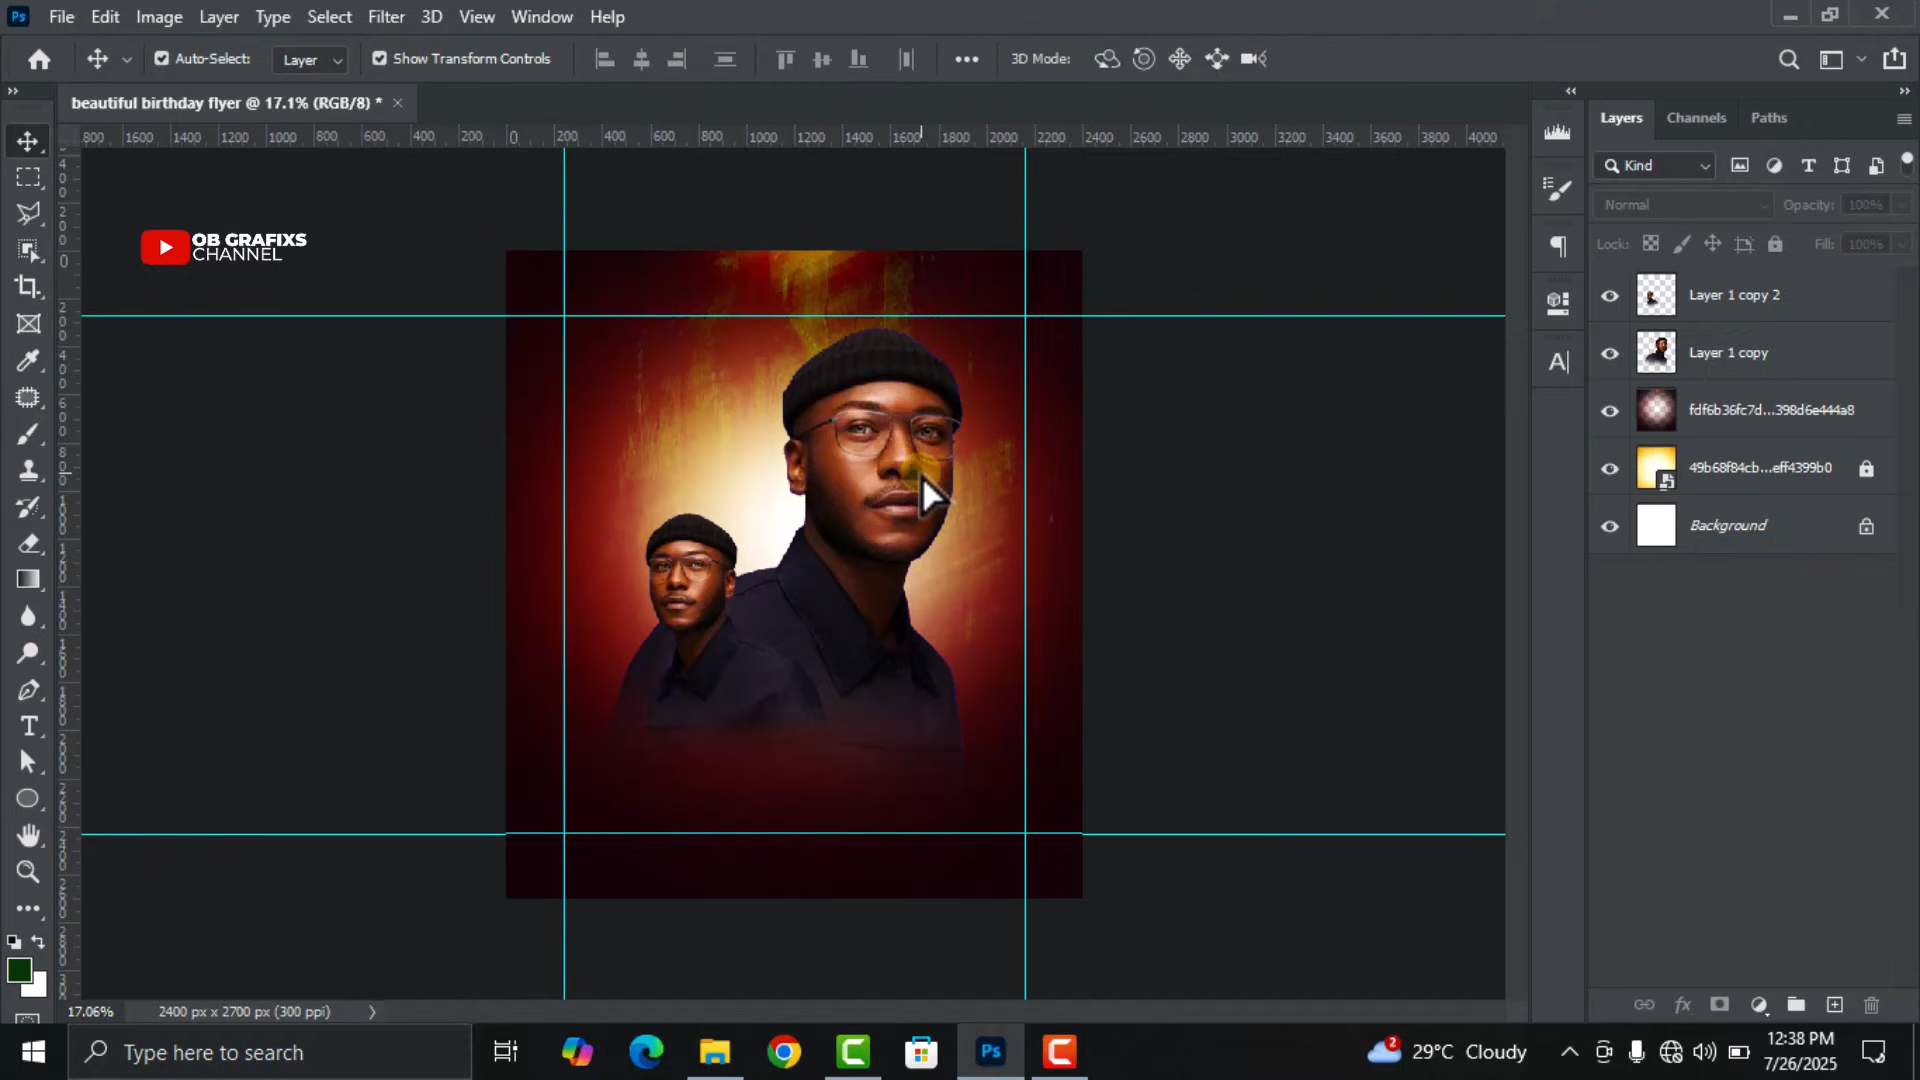 Ps File Edit Image Layer Type Select Filter 3D View Window Help
Auto-Select: Layer Show Transform Controls 3D Mode:
beautiful birthday flyer @ 17.1% (RGB/8) *
800 1600 1400 1200 1000 800 600 400 200 0 200 400 600 800 1000 1200 1400 1600 1800 2000 2200 2400 2600 2800 3000 3200 3400 3600 3800 4000
Layers Channels Paths
Kind
Normal Opacity: 100%
Lock: Fill: 100%
OB GRAFIXS
CHANNEL
Layer 1 copy 2
Layer 1 copy
fdf6b36fc7d...398d6e444a8
49b68f84cb...eff4399b0
Background
17.06% 2400 px x 2700 px (300 ppi)
Type here to search
Ps
2
29°C Cloudy
12:38 PM
7/26/2025